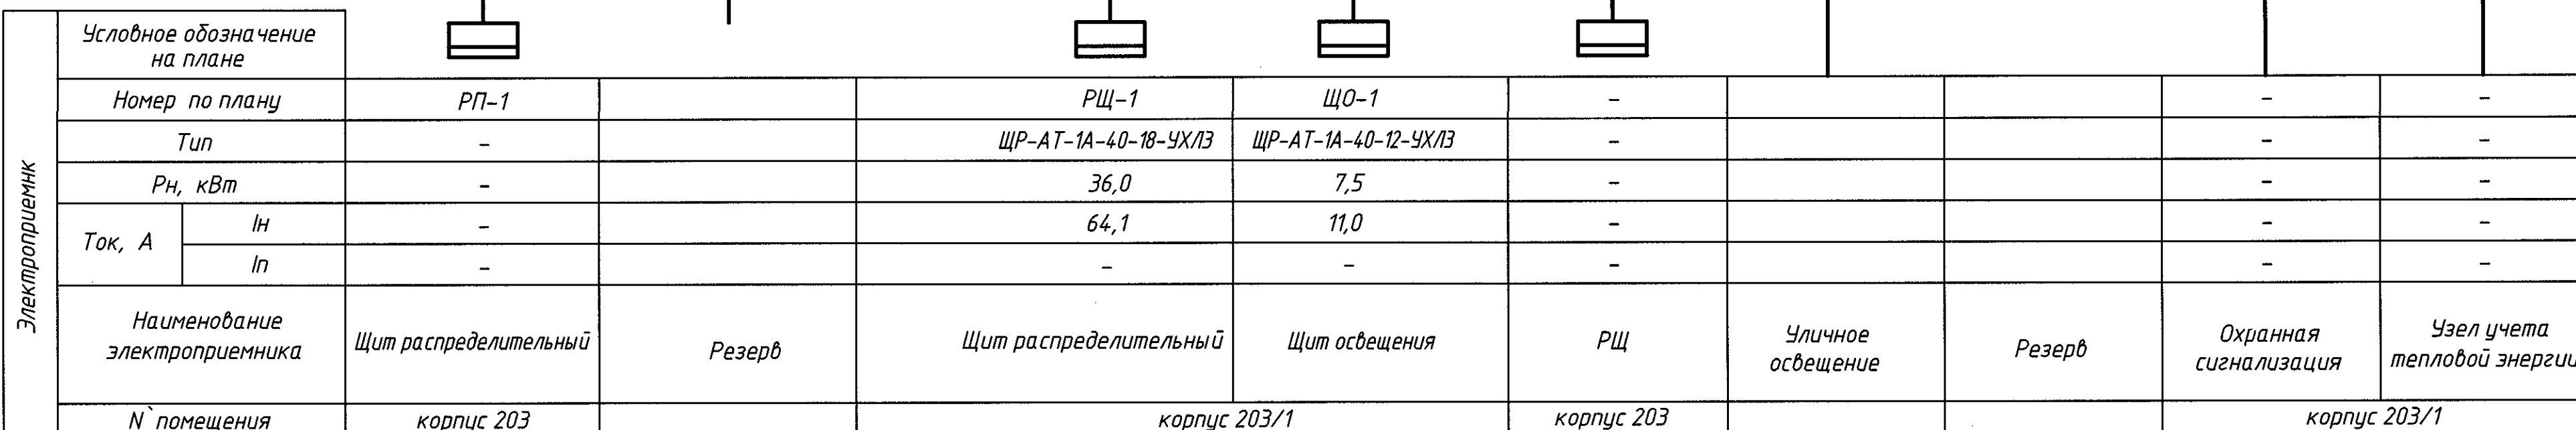 Условное обозначение
на плане
Номер по плану РП-1 РЩ-1 ЩО-1 - - -
Тип - ЩР-АТ-1А-40-18-УХЛ3 ЩР-АТ-1А-40-12-УХЛ3 - - -
Рн, кВт - 36,0 7,5 - - -
Ток, А
Iн - 64,1 11,0 - - -
Iп - - - - - -
Электроприемнк
Наименование
электроприемника
Щит распределительный
Резерв
Щит распределительный
Щит освещения
РЩ
Уличное
освещение
Резерв
Охранная
сигнализация
Узел учета
тепловой энергии
N`помещения корпус 203 корпус 203/1 корпус 203 корпус 203/1